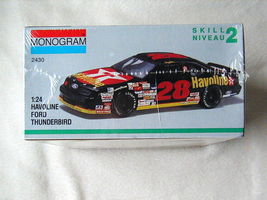 MONOGRAM
2430
SKILL
NIVEAU 2
Havoline
28
1:24
HAVOLINE
FORD
THUNDERBIRD